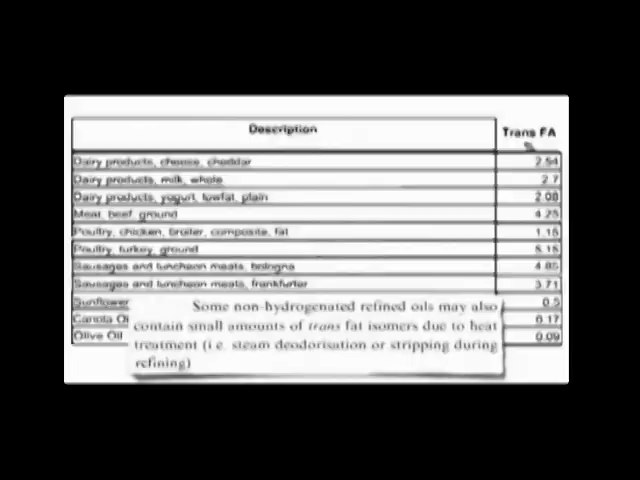 Description Trans FA
Dairy products, cheese, cheddar 2.54
Dairy products, milk, whole 2.7
Dairy products, yogurt, lowfat, plain 2.08
Meat, beef, ground 4.25
Poultry, chicken, broiler, composite, fat 1.15
Poultry, turkey, ground 5.15
Sausages and luncheon meats, bologna 4.85
Sausages and luncheon meats, frankfurter 3.71
Sunflower 0.5
Canola Oi 0.17
Olive Oil 0.09
Some non-hydrogenated refined oils may also
contain small amounts of trans fat isomers due to heat
treatment (i.e. steam deodorisation or stripping during
refining)